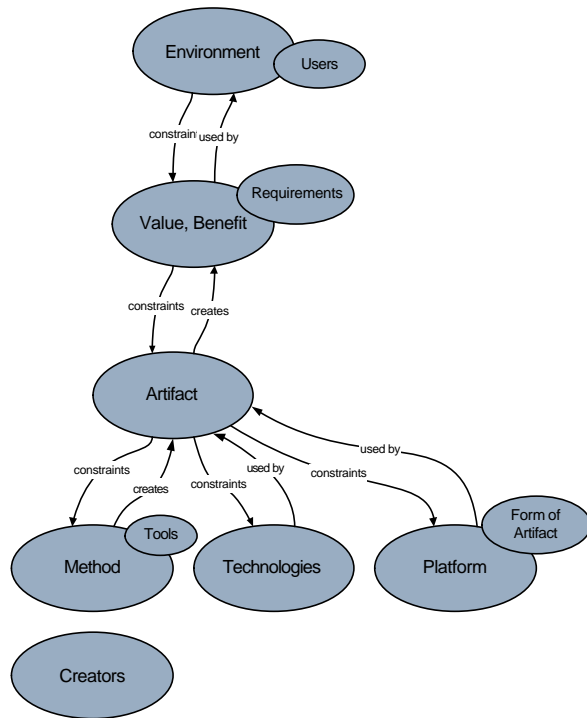 Environment
Users
constraints
used by
Requirements
Value, Benefit
constraints
creates
Artifact
used by
constraints
used by
constraints
constraints
creates
Form of
Artifact
Tools
Method
Technologies
Platform
Creators